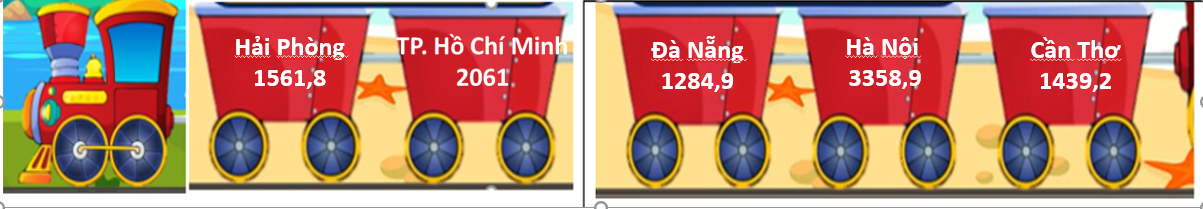 Hải Phòng
1561,8
TP. Hồ Chí Minh
2061
Đà Nẵng
1284,9
Hà Nội
3358,9
Cần Thơ
1439,2